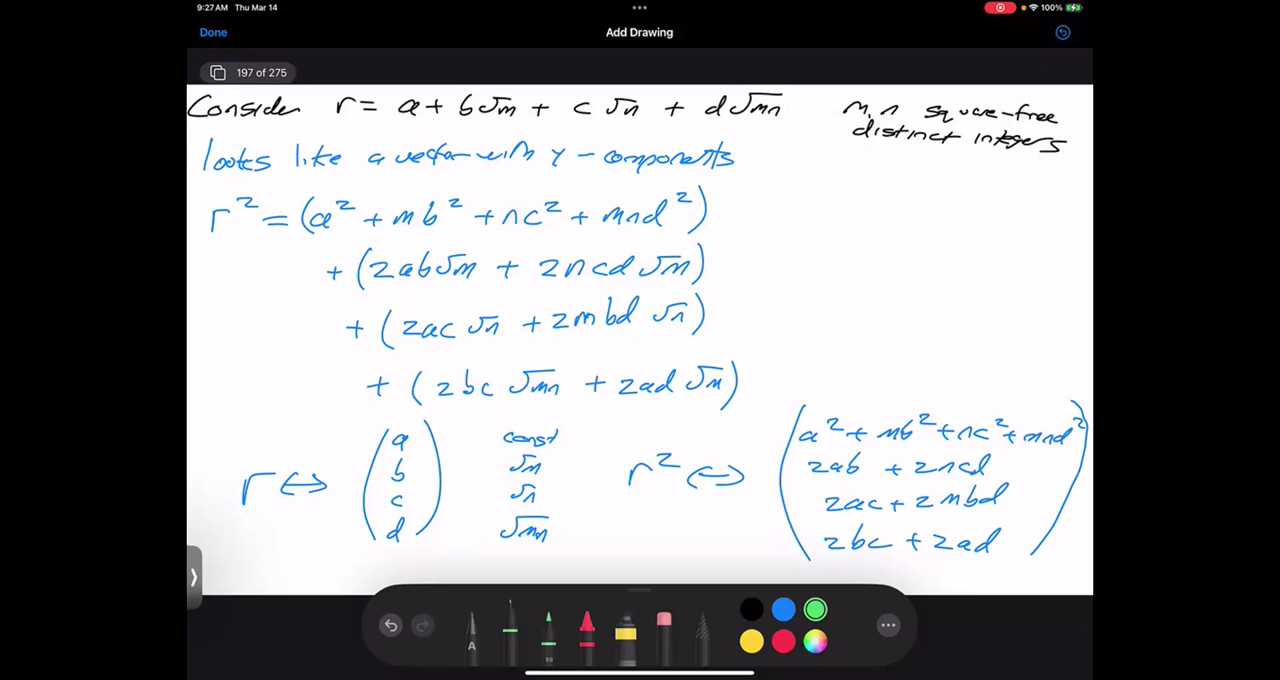 9:27 AM Thu Mar 14
100%
Done
Add Drawing
197 of 275
Consider r = a + b√m + c√n + d√mn
m, n square-free
distinct integers
looks like a vector with 4-components
r² = (a² + mb² + nc² + mnd²)
+ (2ab√m + 2ncd√m)
+ (2ac√n + 2mbd√n)
+ (2bc√mn + 2ad√m)
r ⇔ (a b c d)
const
√m
√n
√mn
r² ⇔
a² + mb² + nc² + mnd²
2ab + 2ncd
2ac + 2mbd
2bc + 2ad
A
80